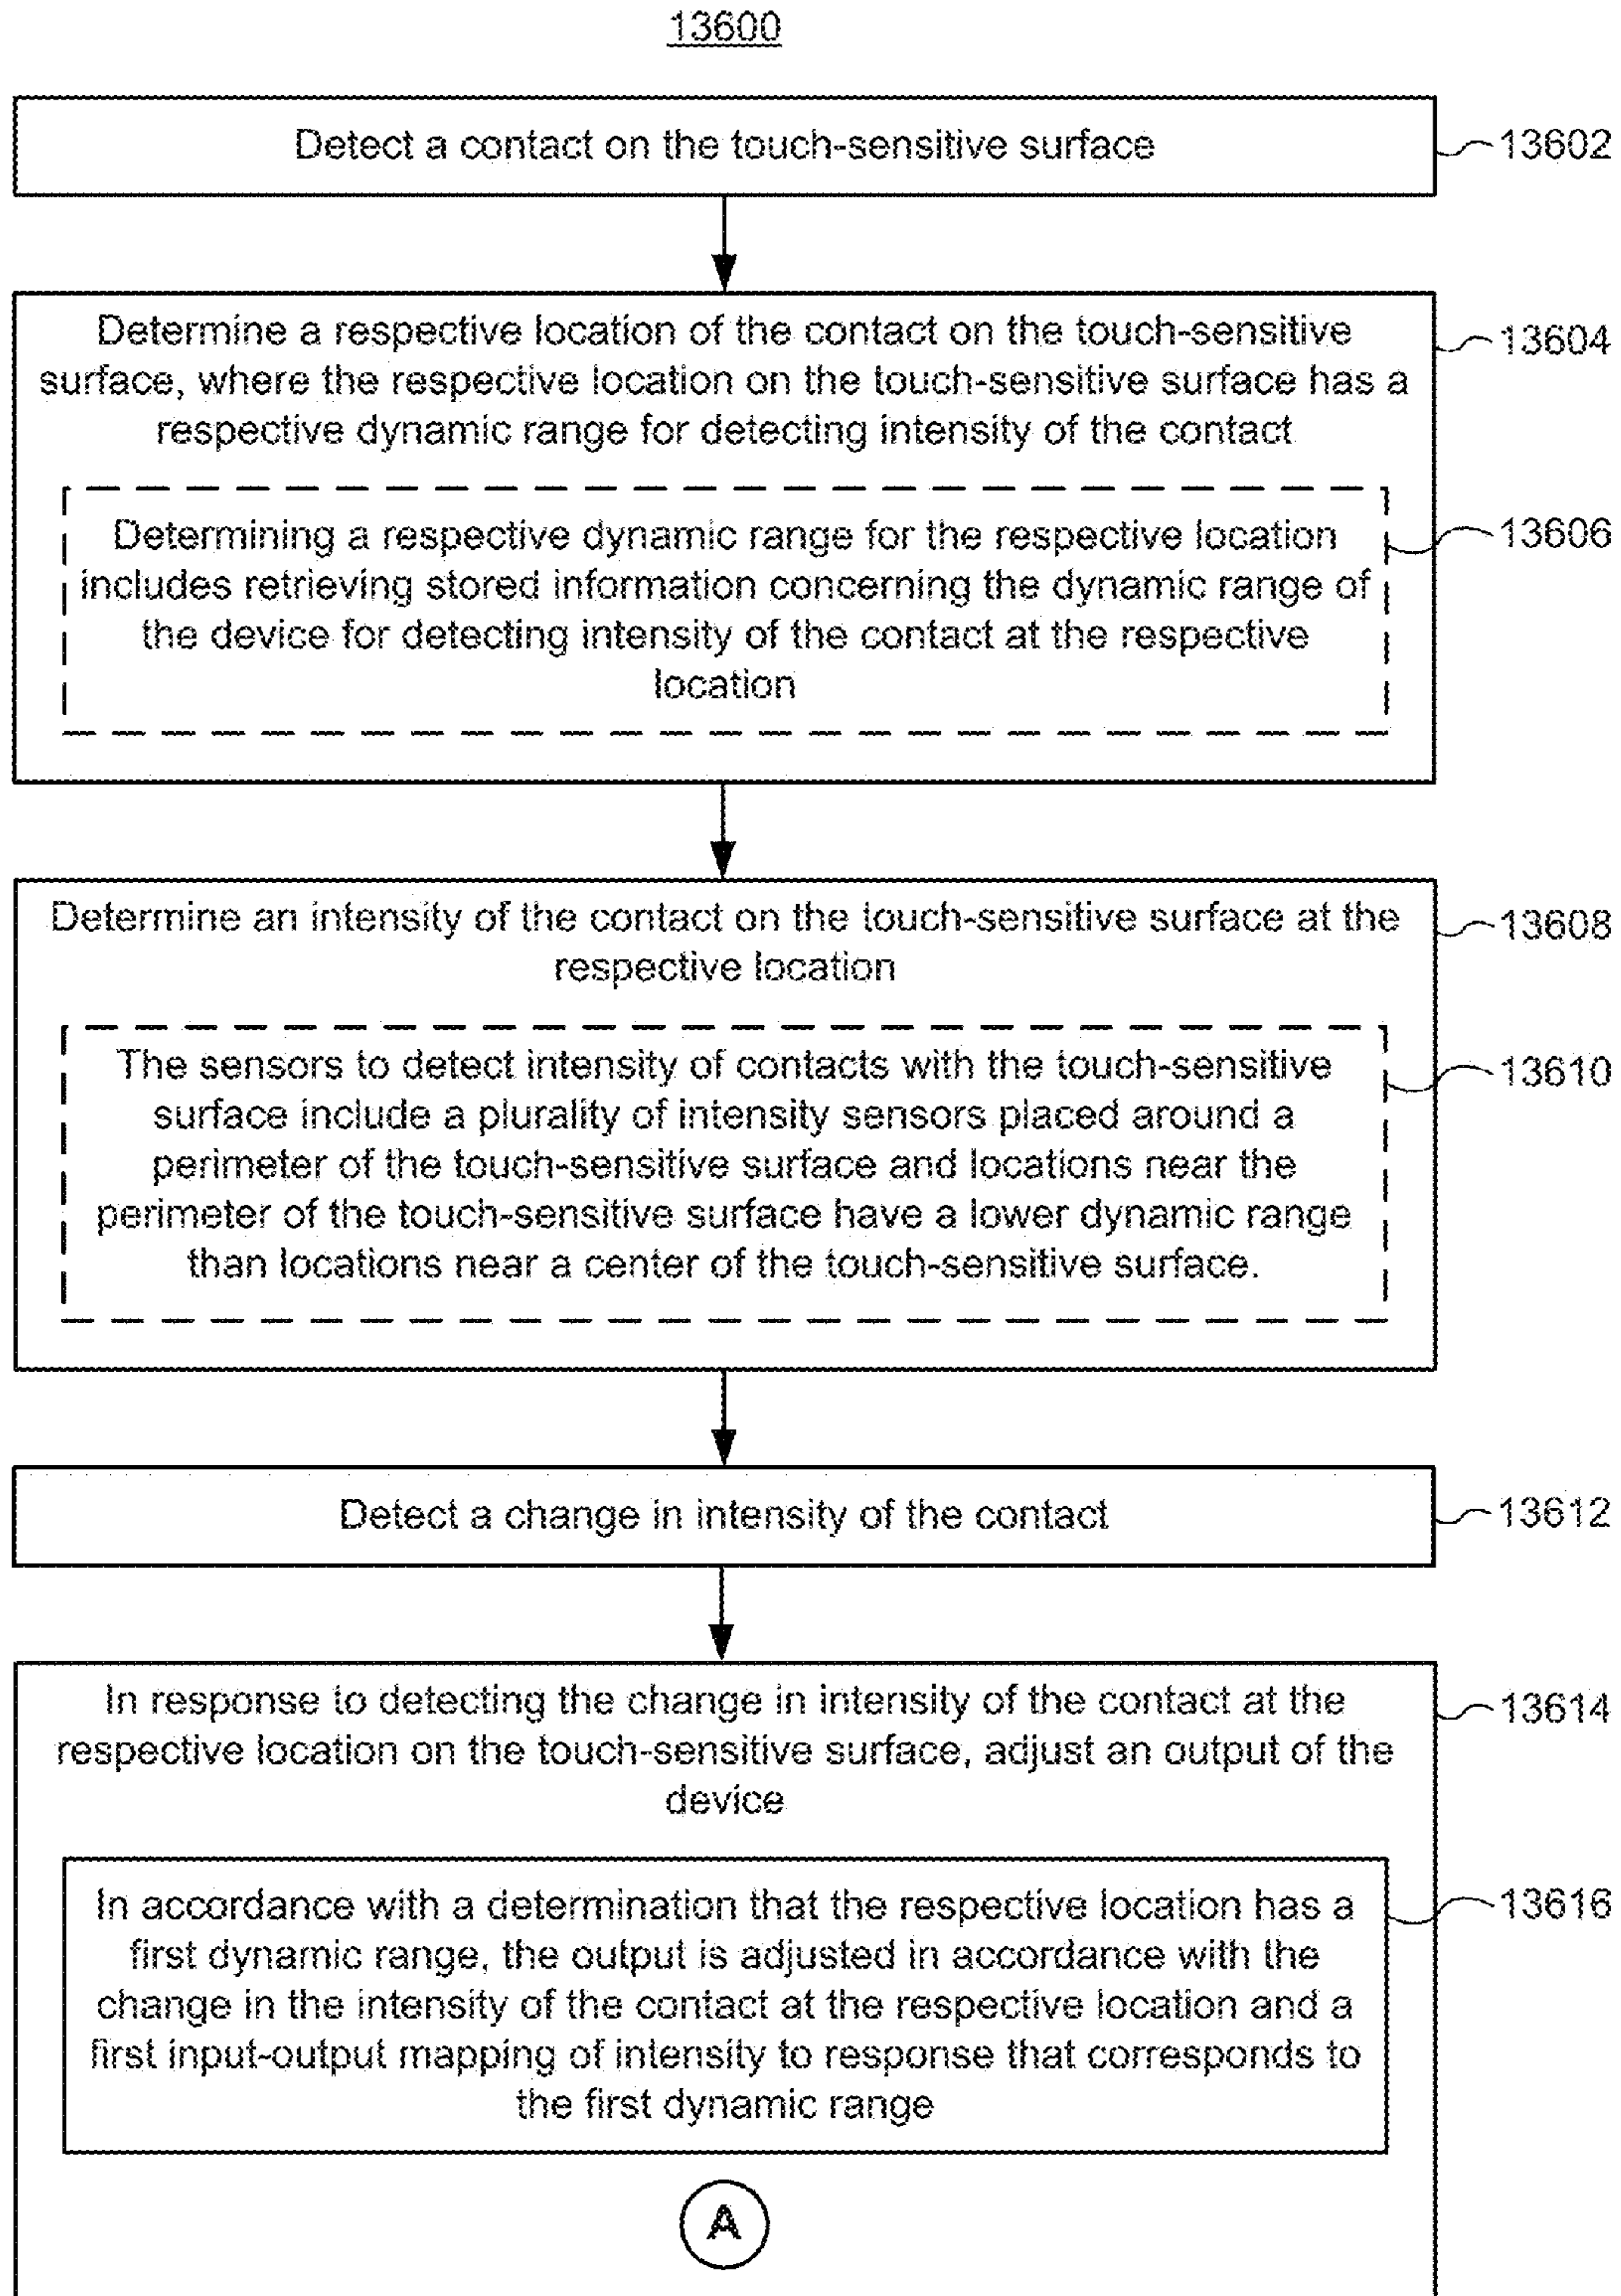 13600
Detect a contact on the touch-sensitive surface
13602
Determine a respective location of the contact on the touch-sensitive
surface, where the respective location on the touch-sensitive surface has a
respective dynamic range for detecting intensity of the contact
13604
Determining a respective dynamic range for the respective location
includes retrieving stored information concerning the dynamic range of
the device for detecting intensity of the contact at the respective
location
13606
Determine an intensity of the contact on the touch-sensitive surface at the
respective location
13608
The sensors to detect intensity of contacts with the touch-sensitive
surface include a plurality of intensity sensors placed around a
perimeter of the touch-sensitive surface and locations near the
perimeter of the touch-sensitive surface have a lower dynamic range
than locations near a center of the touch-sensitive surface.
13610
Detect a change in intensity of the contact
13612
In response to detecting the change in intensity of the contact at the
respective location on the touch-sensitive surface, adjust an output of the
device
13614
In accordance with a determination that the respective location has a
first dynamic range, the output is adjusted in accordance with the
change in the intensity of the contact at the respective location and a
first input-output mapping of intensity to response that corresponds to
the first dynamic range
13616
A